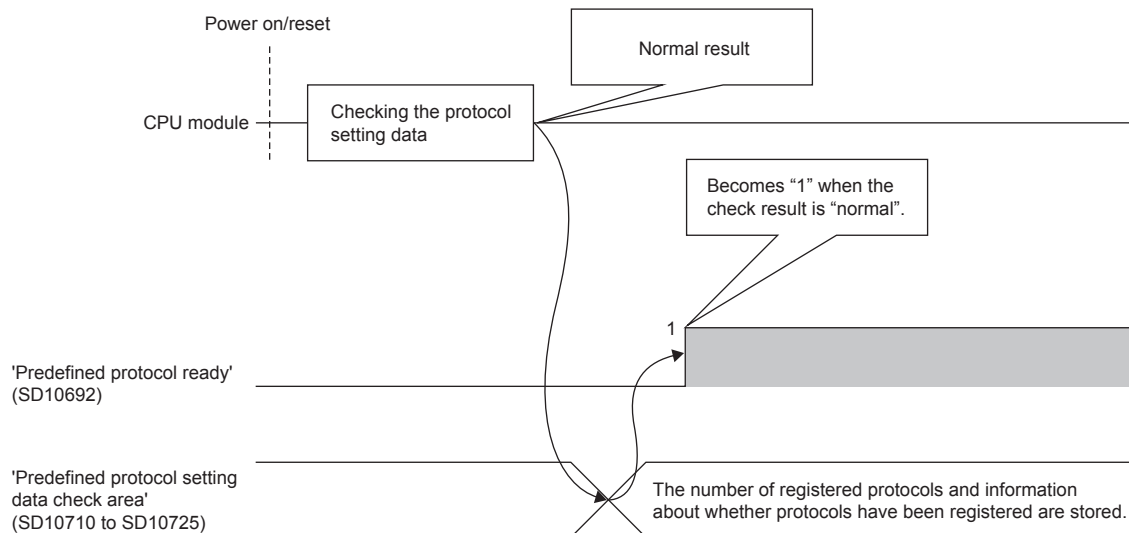 Power on/reset
Normal result
CPU module
Checking the protocol
setting data
Becomes “1” when the
check result is “normal”.
1
'Predefined protocol ready'
(SD10692)
'Predefined protocol setting
data check area'
(SD10710 to SD10725)
The number of registered protocols and information
about whether protocols have been registered are stored.